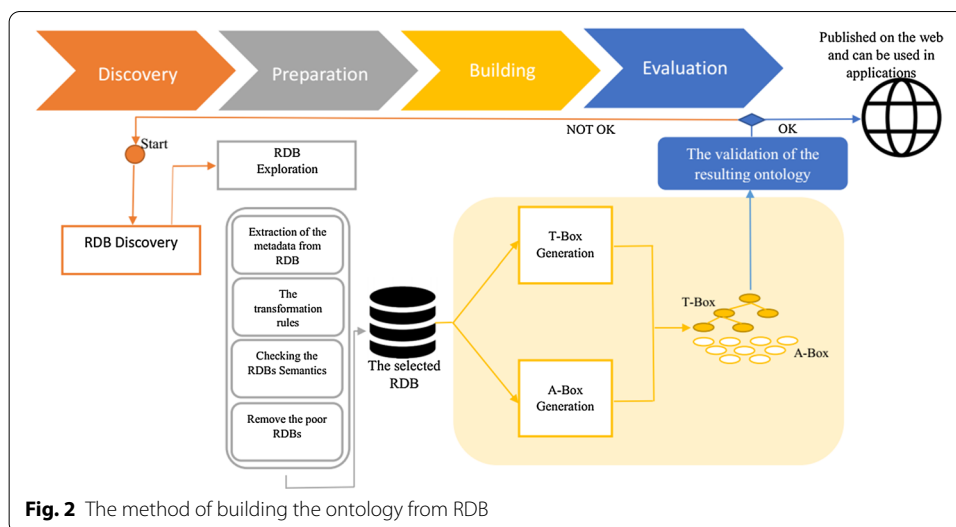 Discovery
Preparation
Building
Evaluation
Published on the web
and can be used in
applications
NOT OK
OK
Start
RDB
Exploration
The validation of the
resulting ontology
RDB Discovery
Extraction of the
metadata from
RDB
The
transformation
rules
Checking the
RDBs Semantics
Remove the poor
RDBs
The selected
RDB
T-Box
Generation
A-Box
Generation
T-Box
A-Box
Fig. 2 The method of building the ontology from RDB